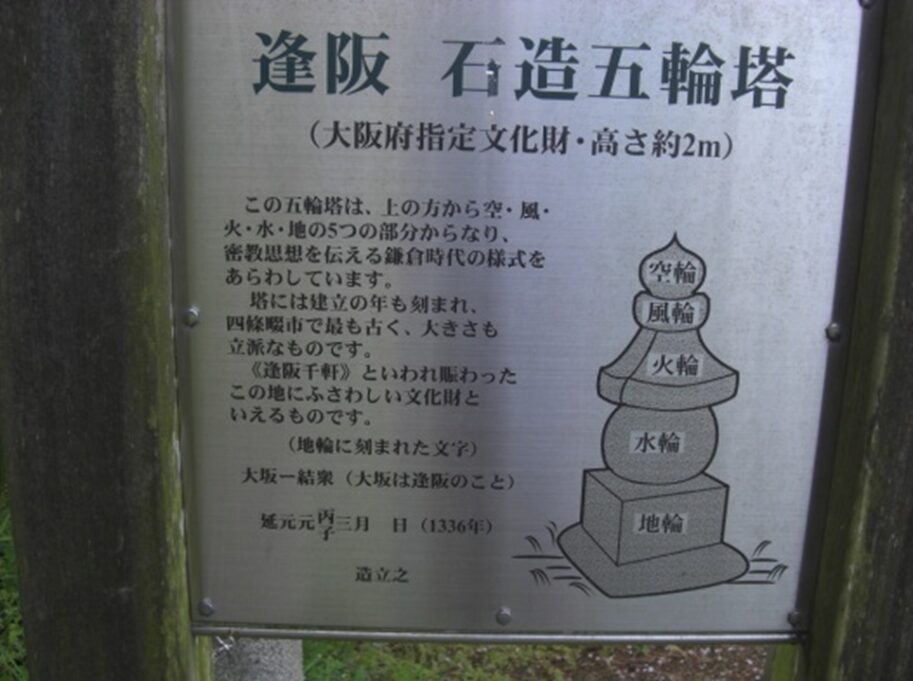 逢阪 石造五輪塔
(大阪府指定文化財・高さ約2m)
この五輪塔は、上の方から空・風・
火・水・地の5つの部分からなり、
密教思想を伝える鎌倉時代の様式を
あらわしています。
塔には建立の年も刻まれ、
四條畷市で最も古く、大きさも
立派なものです。
《逢阪千軒》といわれ賑わった
この地にふさわしい文化財と
いえるものです。
(地輪に刻まれた文字)
大坂一結衆(大坂は逢阪のこと)
延元元丙子三月 日(1336年)
造立之
空輪
風輪
火輪
水輪
地輪